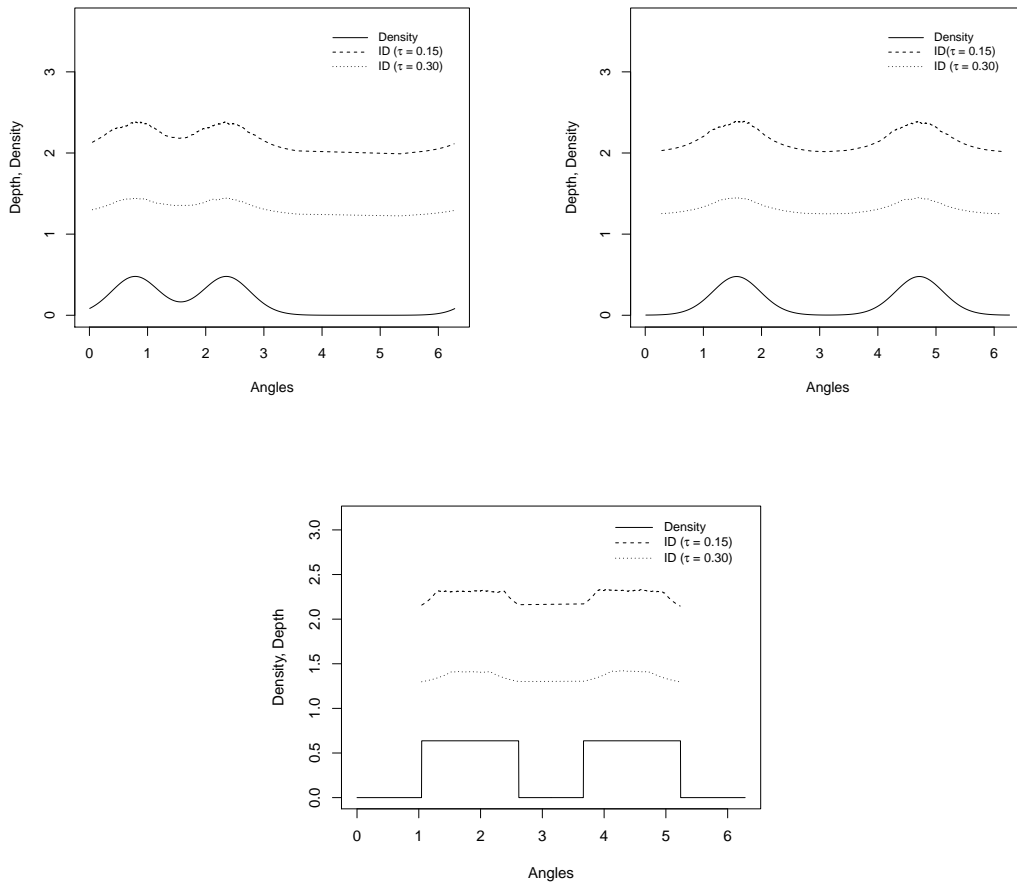 Density
ID (τ = 0.15)
ID (τ = 0.30)
Depth, Density
0
1
2
3
0 1 2 3 4 5 6
Angles
Density
ID(τ = 0.15)
ID (τ = 0.30)
Depth, Density
0
1
2
3
0 1 2 3 4 5 6
Angles
Density
ID (τ = 0.15)
ID (τ = 0.30)
Density, Depth
0.0
0.5
1.0
1.5
2.0
2.5
3.0
0 1 2 3 4 5 6
Angles